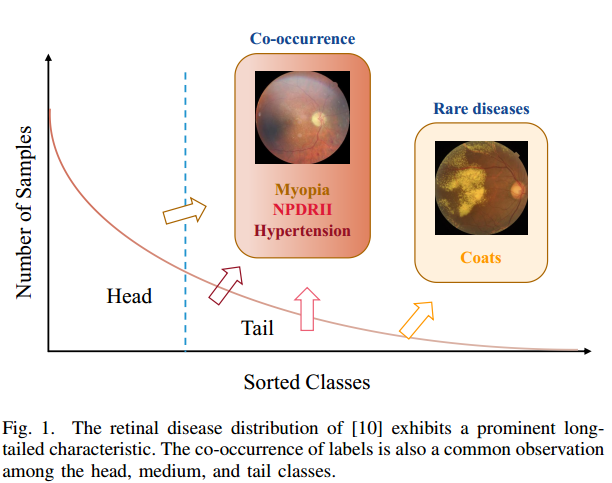 Co-occurrence
Rare diseases
Myopia
NPDRII
Hypertension
Coats
Number of Samples
Head
Tail
Sorted Classes
Fig. 1. The retinal disease distribution of [10] exhibits a prominent long-
tailed characteristic. The co-occurrence of labels is also a common observation
among the head, medium, and tail classes.